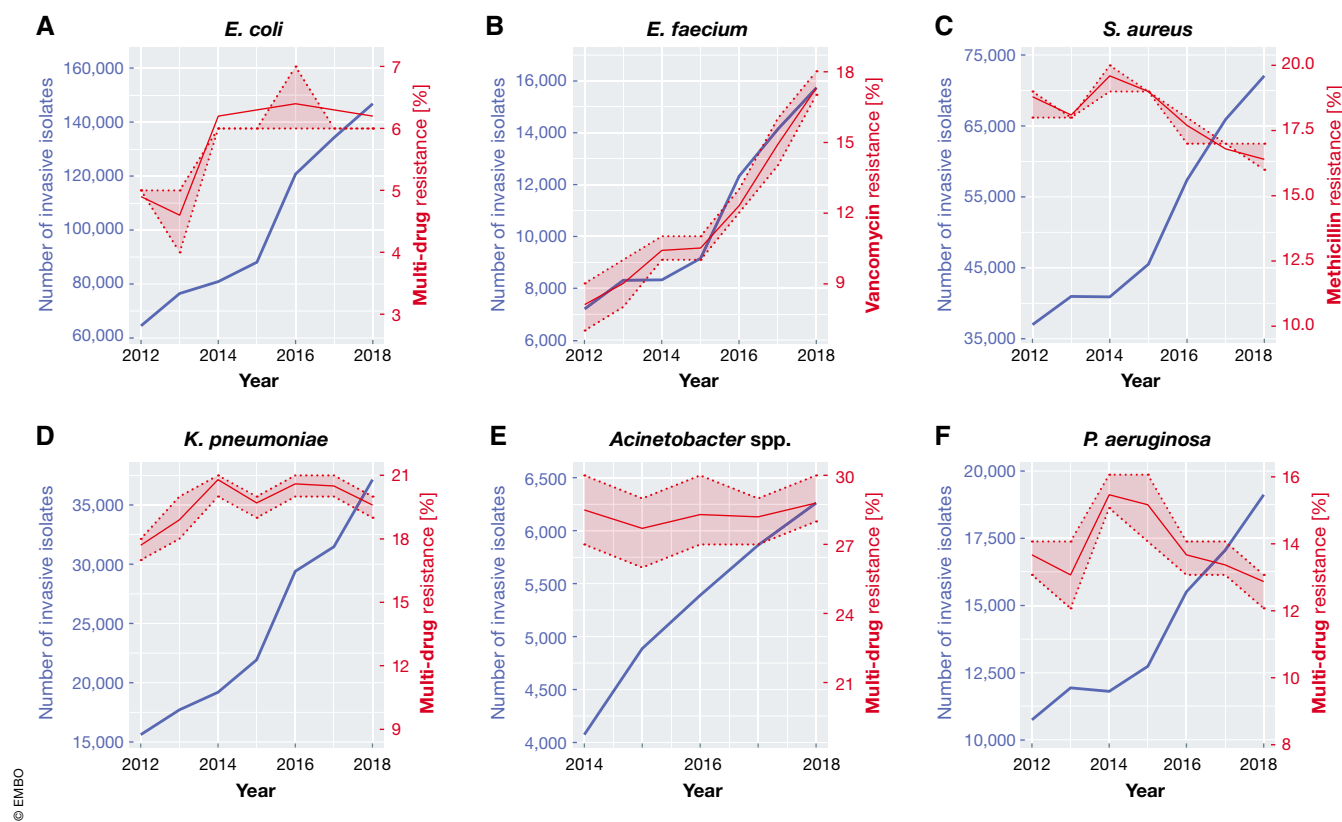 A
E. coli
Number of invasive isolates
160,000
140,000
120,000
100,000
80,000
60,000
7
6
5
4
3
Multi-drug resistance [%]
2012 2014 2016 2018
Year
B
E. faecium
Number of invasive isolates
16,000
14,000
12,000
10,000
8,000
6,000
18
15
12
9
Vancomycin resistance [%]
2012 2014 2016 2018
Year
C
S. aureus
Number of invasive isolates
75,000
65,000
55,000
45,000
35,000
20.0
17.5
15.0
12.5
10.0
Methicillin resistance [%]
2012 2014 2016 2018
Year
D
K. pneumoniae
Number of invasive isolates
35,000
30,000
25,000
20,000
15,000
21
18
15
12
9
Multi-drug resistance [%]
2012 2014 2016 2018
Year
E
Acinetobacter spp.
Number of invasive isolates
6,500
6,000
5,500
5,000
4,500
4,000
30
27
24
21
Multi-drug resistance [%]
2014 2015 2016 2017 2018
Year
F
P. aeruginosa
Number of invasive isolates
20,000
17,500
15,000
12,500
10,000
16
14
12
10
8
Multi-drug resistance [%]
2012 2014 2016 2018
Year
© EMBO